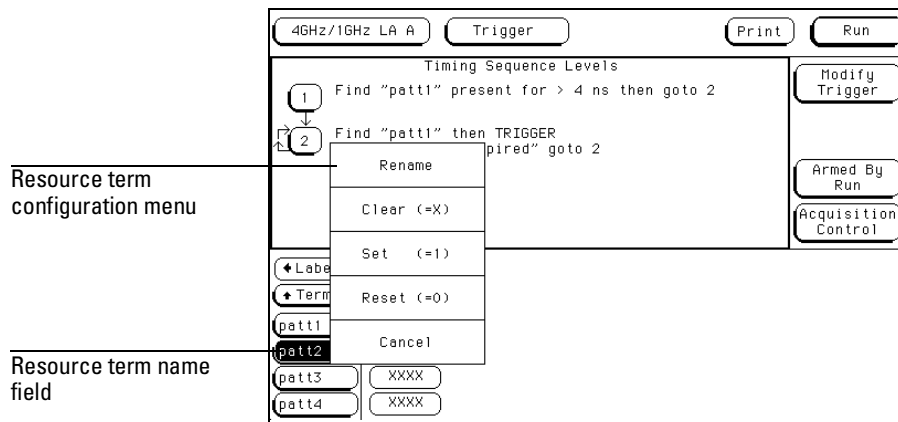 4GHz/1GHz LA A
Trigger
Print
Run
Timing Sequence Levels
1
Find "patt1" present for > 4 ns then goto 2
2
Find "patt1" then TRIGGER
pired" goto 2
Modify
Trigger
Armed By
Run
Acquisition
Control
Resource term
configuration menu
Rename
Clear (=X)
Set (=1)
Reset (=0)
Cancel
Labe
Term
patt1
patt2
Resource term name
field
patt3
XXXX
patt4
XXXX